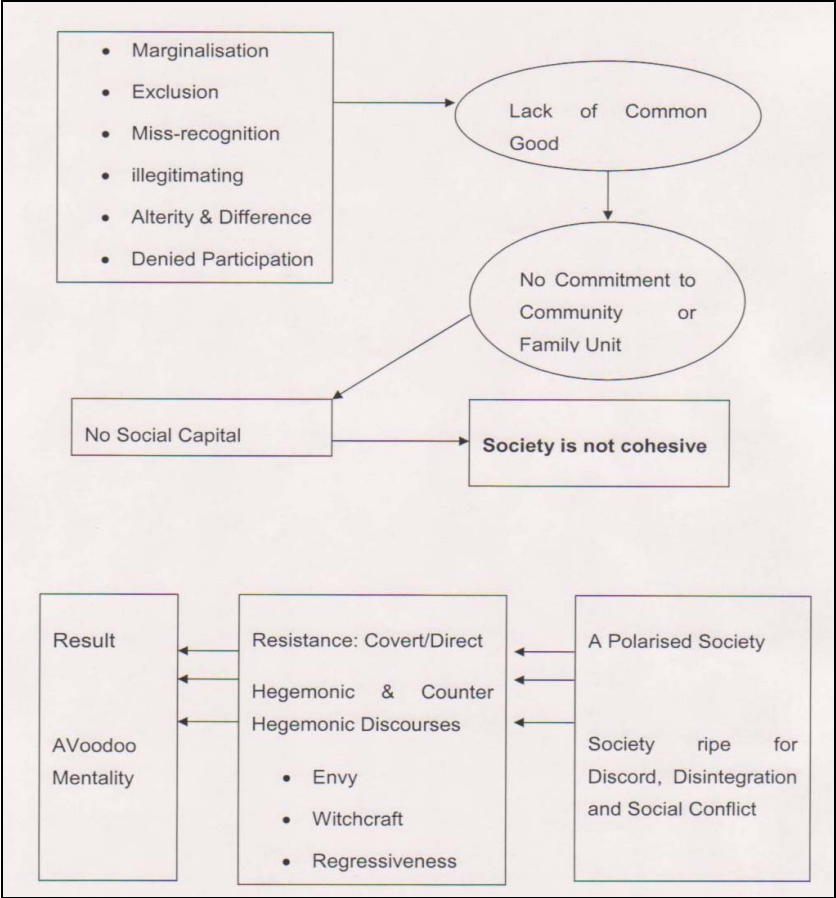 Marginalisation
Exclusion
Miss-recognition
illegitimating
Alterity & Difference
Denied Participation
Lack of Common
Good
No Commitment to
Community or
Family Unit
No Social Capital
Society is not cohesive
Result
AVoodoo
Mentality
Resistance: Covert/Direct
Hegemonic & Counter
Hegemonic Discourses
Envy
Witchcraft
Regressiveness
A Polarised Society
Society ripe for
Discord, Disintegration
and Social Conflict